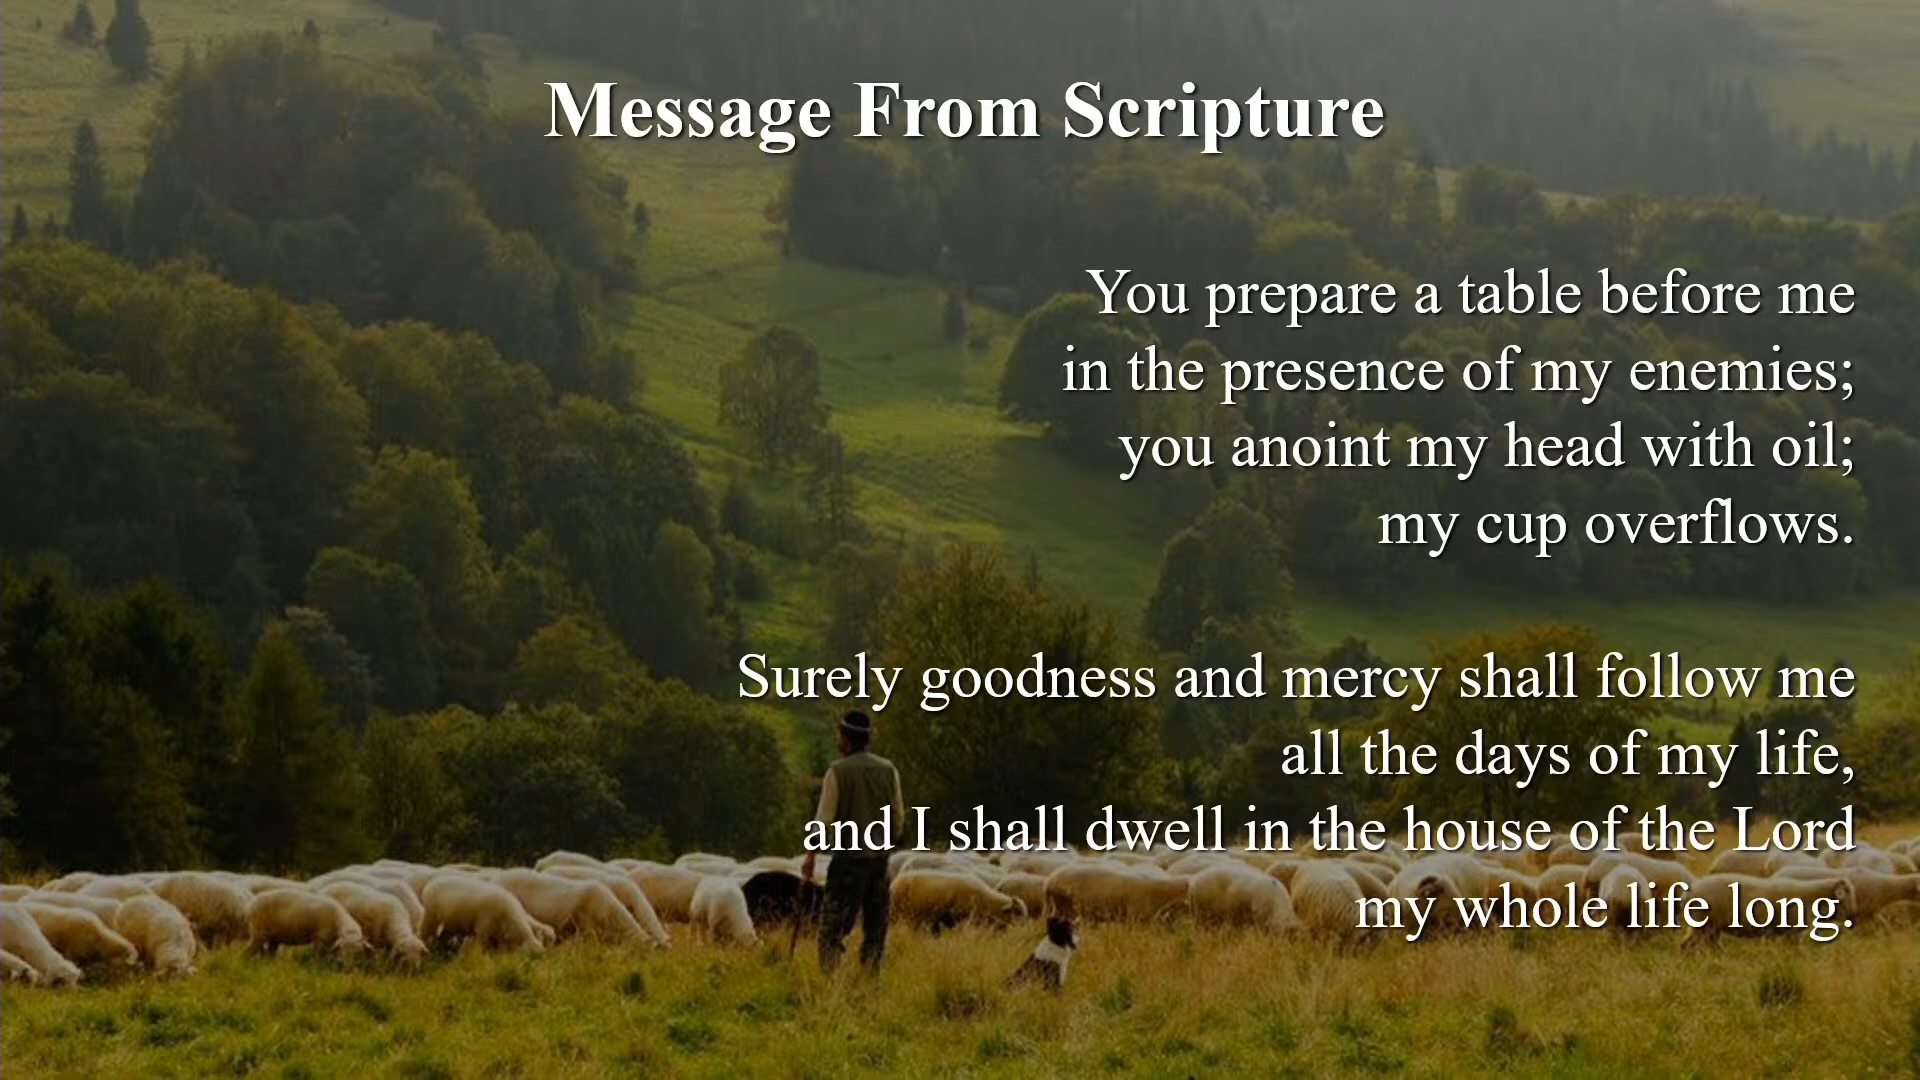 Message From Scripture
You prepare a table before me
in the presence of my enemies;
you anoint my head with oil;
my cup overflows.
Surely goodness and mercy shall follow me
all the days of my life,
and I shall dwell in the house of the Lord
my whole life long.